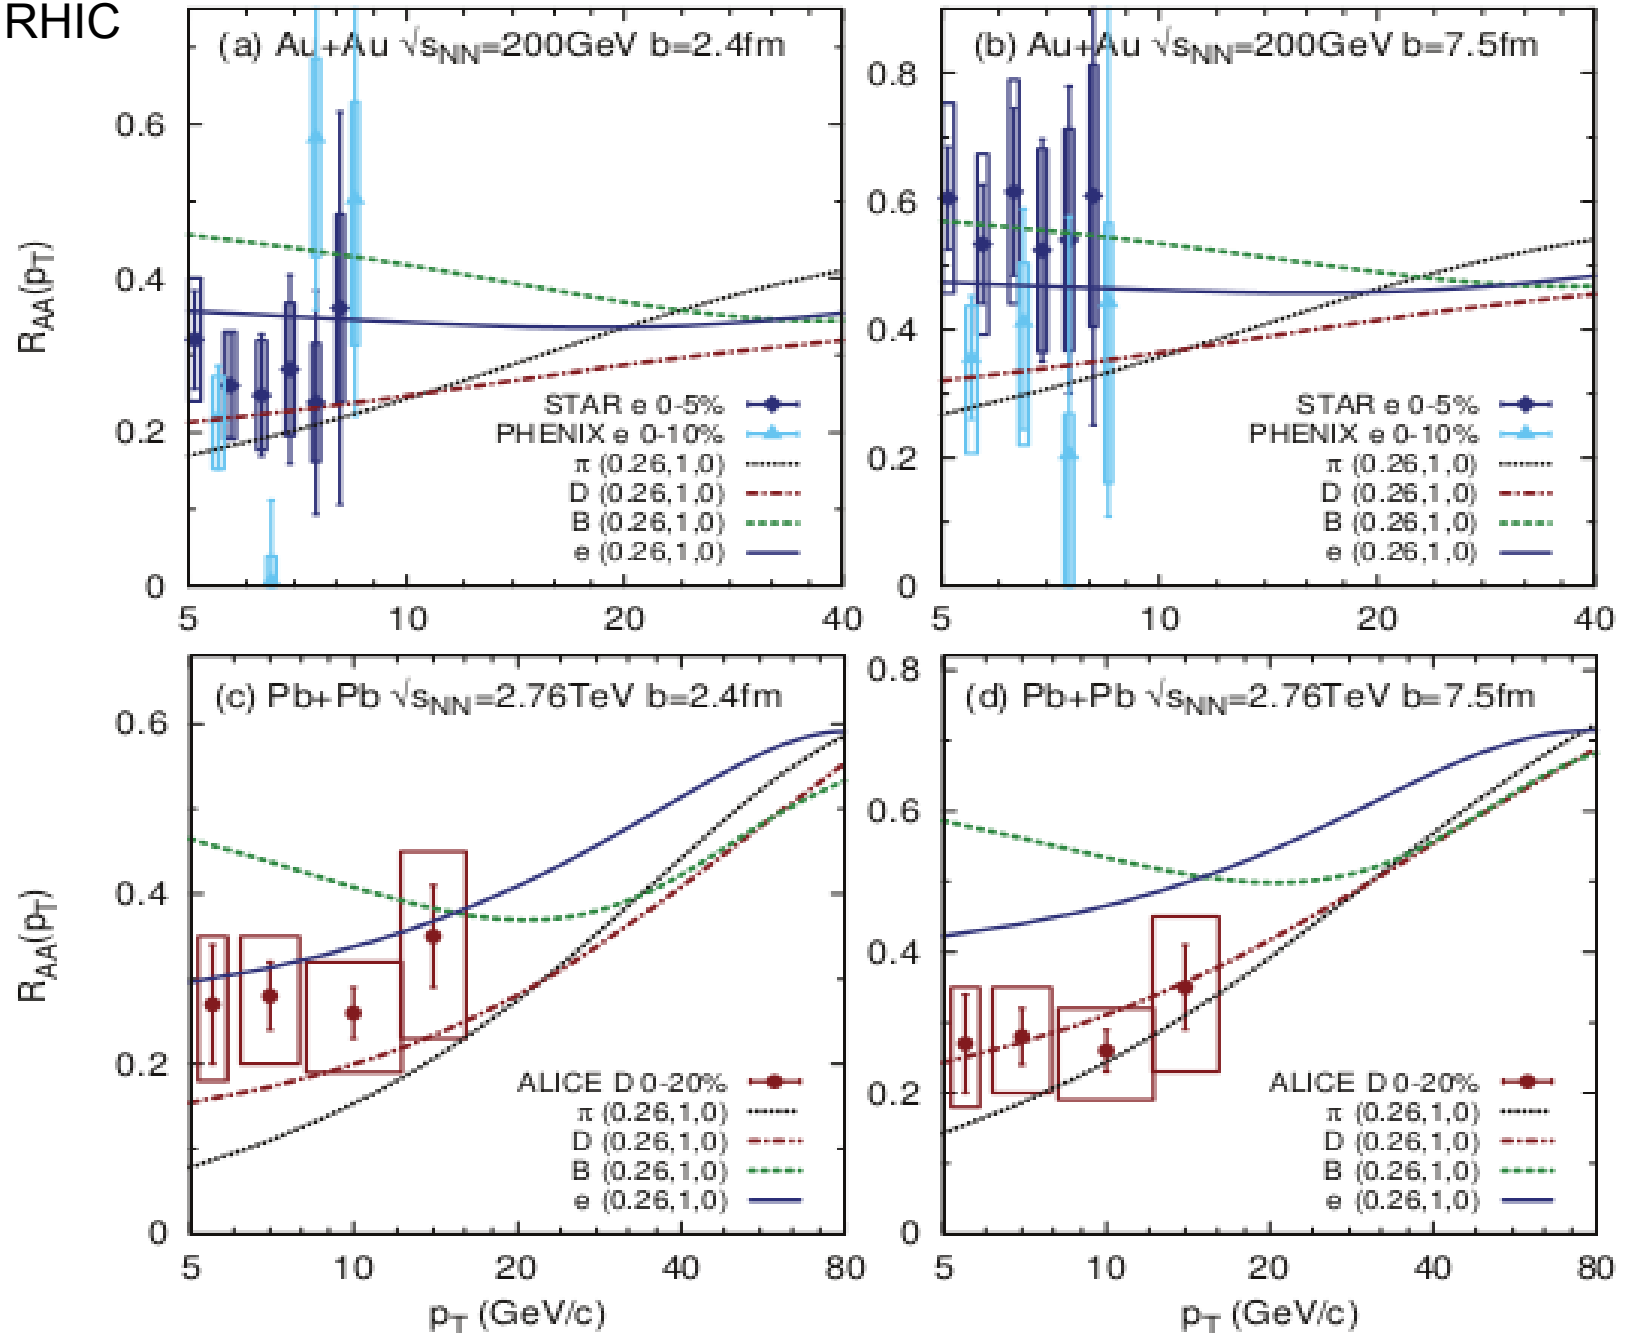 RHIC
(a) Au+Au √sNN=200GeV b=2.4fm
(b) Au+Au √sNN=200GeV b=7.5fm
RAA(pT)
0.6
0.4
0.2
0
STAR e 0-5%
PHENIX e 0-10%
π (0.26,1,0)
D (0.26,1,0)
B (0.26,1,0)
e (0.26,1,0)
5 10 20 40
0.8
0.6
0.4
0.2
0
STAR e 0-5%
PHENIX e 0-10%
π (0.26,1,0)
D (0.26,1,0)
B (0.26,1,0)
e (0.26,1,0)
5 10 20 40
(c) Pb+Pb √sNN=2.76TeV b=2.4fm
(d) Pb+Pb √sNN=2.76TeV b=7.5fm
RAA(pT)
0.6
0.4
0.2
0
ALICE D 0-20%
π (0.26,1,0)
D (0.26,1,0)
B (0.26,1,0)
e (0.26,1,0)
5 10 20 40 80
pT (GeV/c)
0.8
0.6
0.4
0.2
0
ALICE D 0-20%
π (0.26,1,0)
D (0.26,1,0)
B (0.26,1,0)
e (0.26,1,0)
5 10 20 40 80
pT (GeV/c)